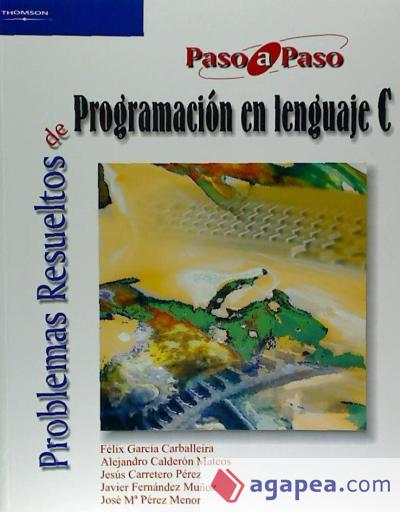 THOMSON
Paso a Paso
Problemas Resueltos de
Programación en lenguaje C
Félix García Carballeira
Alejandro Calderón Mateos
Jesús Carretero Pérez
Javier Fernández Muñoz
José Mª Pérez Menor
agapea.com